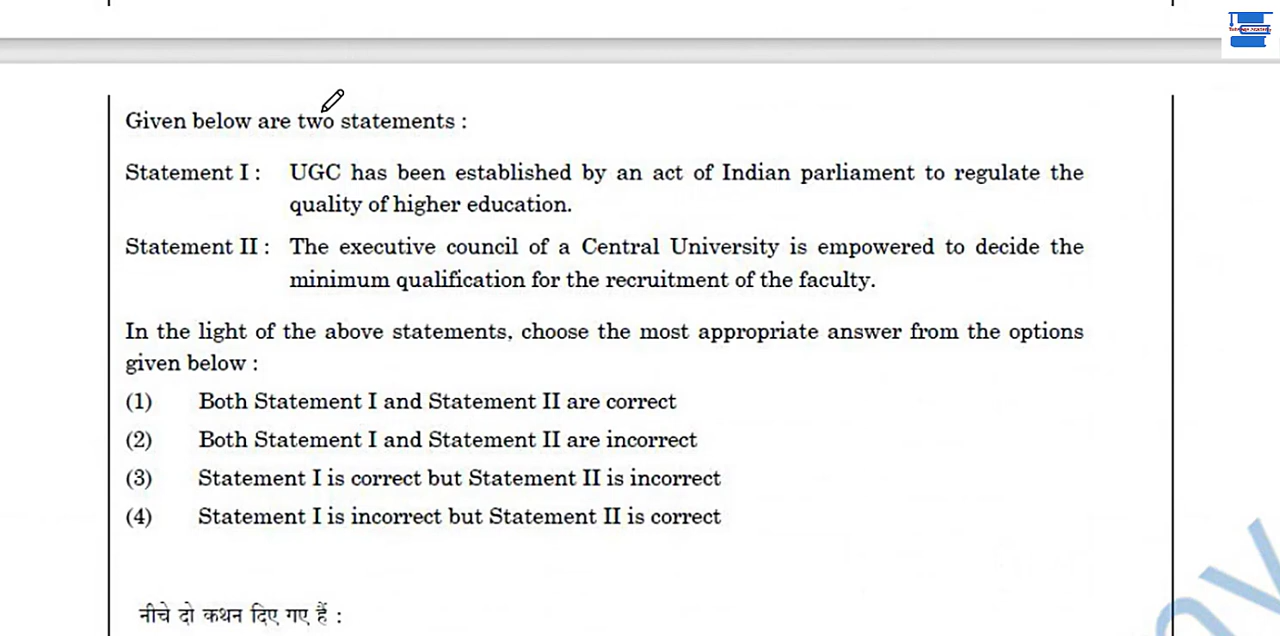 Given below are two statements :
Statement I : UGC has been established by an act of Indian parliament to regulate the
quality of higher education.
Statement II : The executive council of a Central University is empowered to decide the
minimum qualification for the recruitment of the faculty.
In the light of the above statements, choose the most appropriate answer from the options
given below :
(1) Both Statement I and Statement II are correct
(2) Both Statement I and Statement II are incorrect
(3) Statement I is correct but Statement II is incorrect
(4) Statement I is incorrect but Statement II is correct
नीचे दो कथन दिए गए हैं :